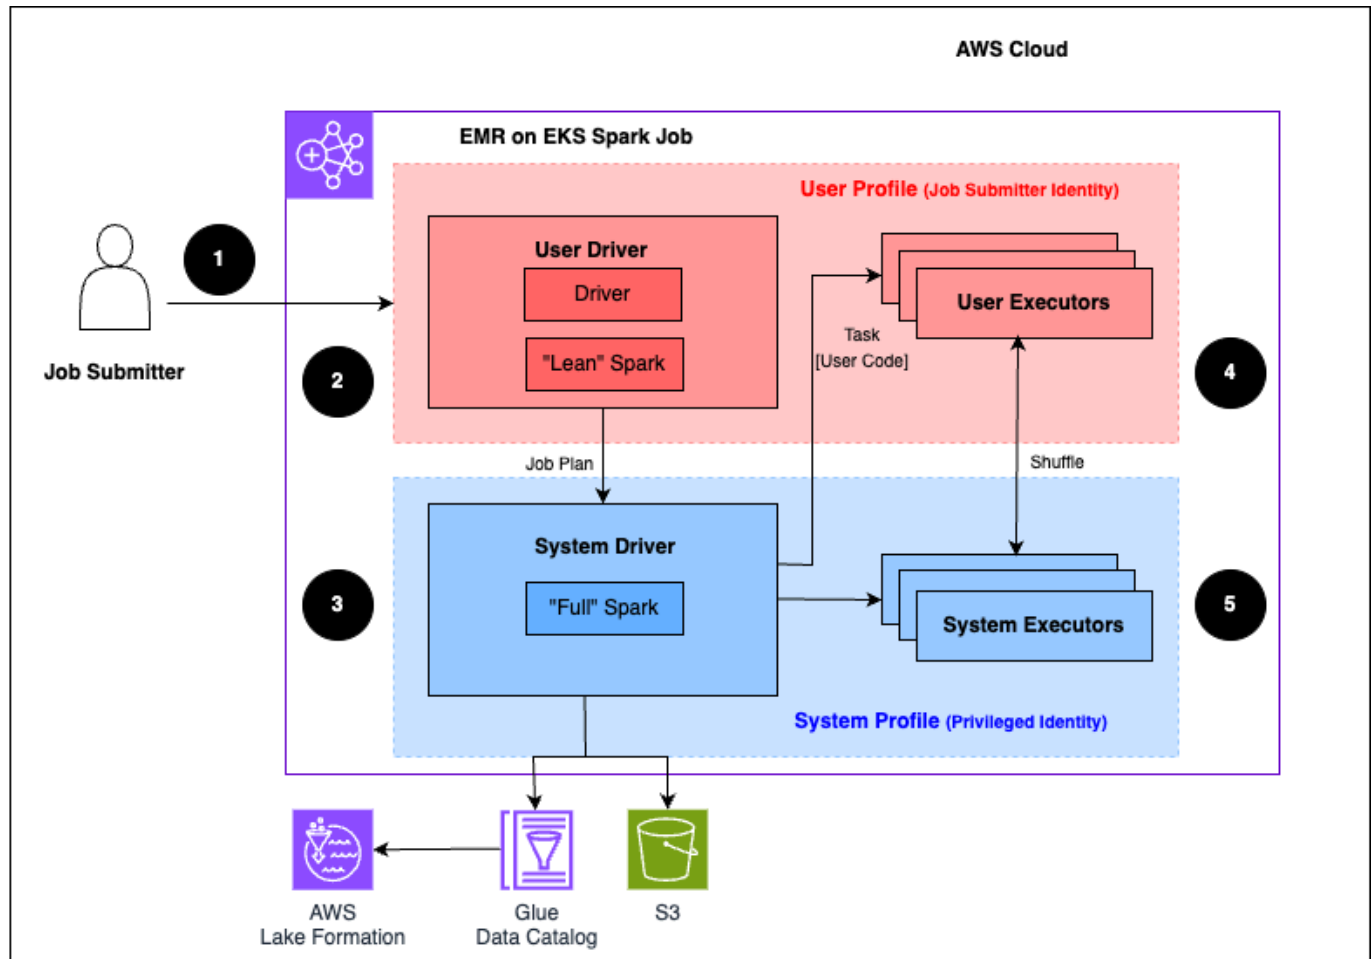 AWS Cloud
EMR on EKS Spark Job
User Profile (Job Submitter Identity)
1
User Driver
Driver
"Lean" Spark
User Executors
Task
[User Code]
Job Submitter
2
4
Job Plan
Shuffle
System Driver
"Full" Spark
3
System Executors
5
System Profile (Privileged Identity)
AWS
Lake Formation
Glue
Data Catalog
S3